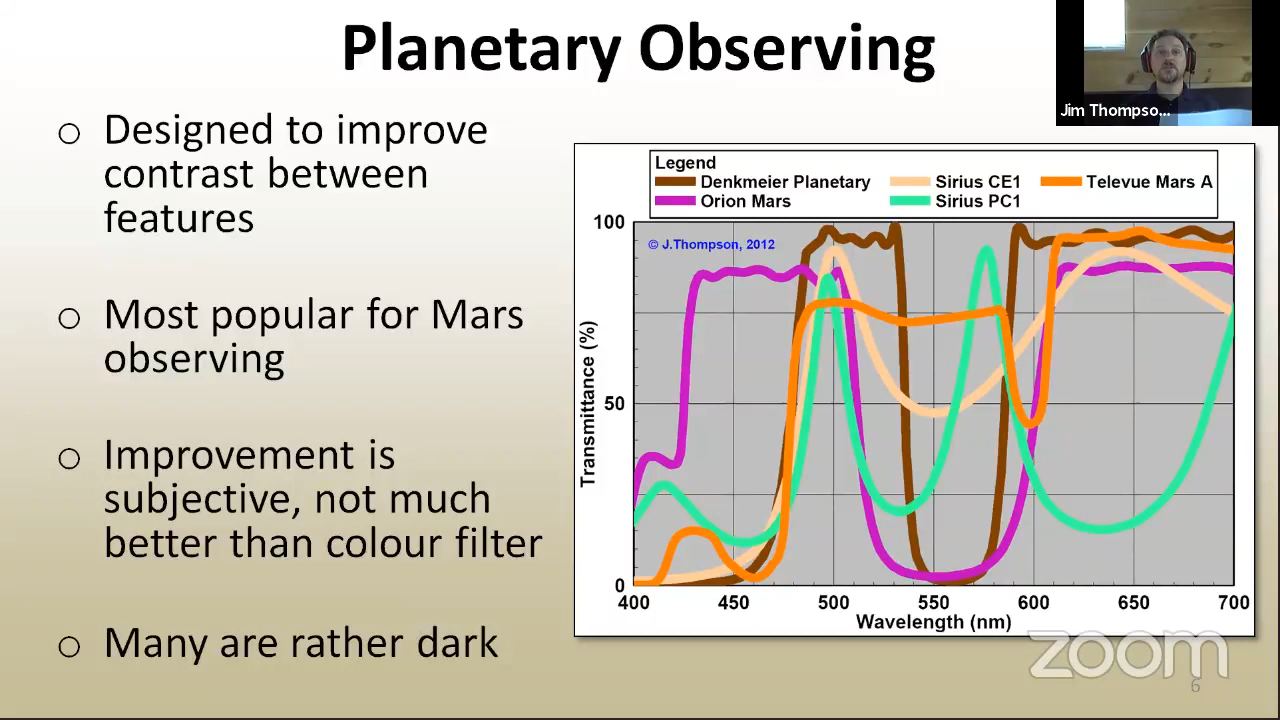 Planetary Observing
Jim Thompso...
○ Designed to improve
contrast between
features
○ Most popular for Mars
observing
○ Improvement is
subjective, not much
better than colour filter
○ Many are rather dark
Legend
Denkmeier Planetary
Sirius CE1
Televue Mars A
Orion Mars
Sirius PC1
© J.Thompson, 2012
Transmittance (%)
100
50
0
400 450 500 550 600 650 700
Wavelength (nm)
zoom
6